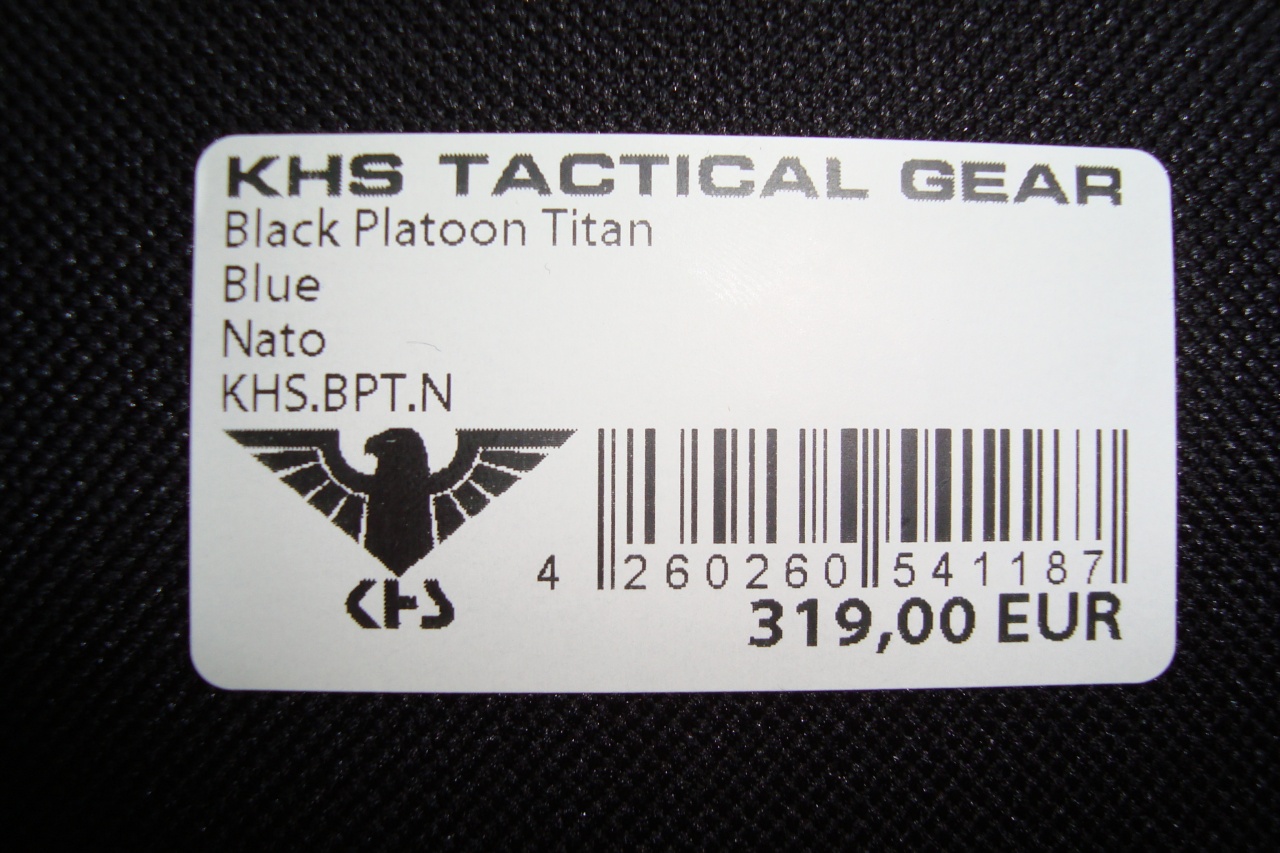 KHS TACTICAL GEAR
Black Platoon Titan
Blue
Nato
KHS.BPT.N
KHS
4 260260 541187
319,00 EUR